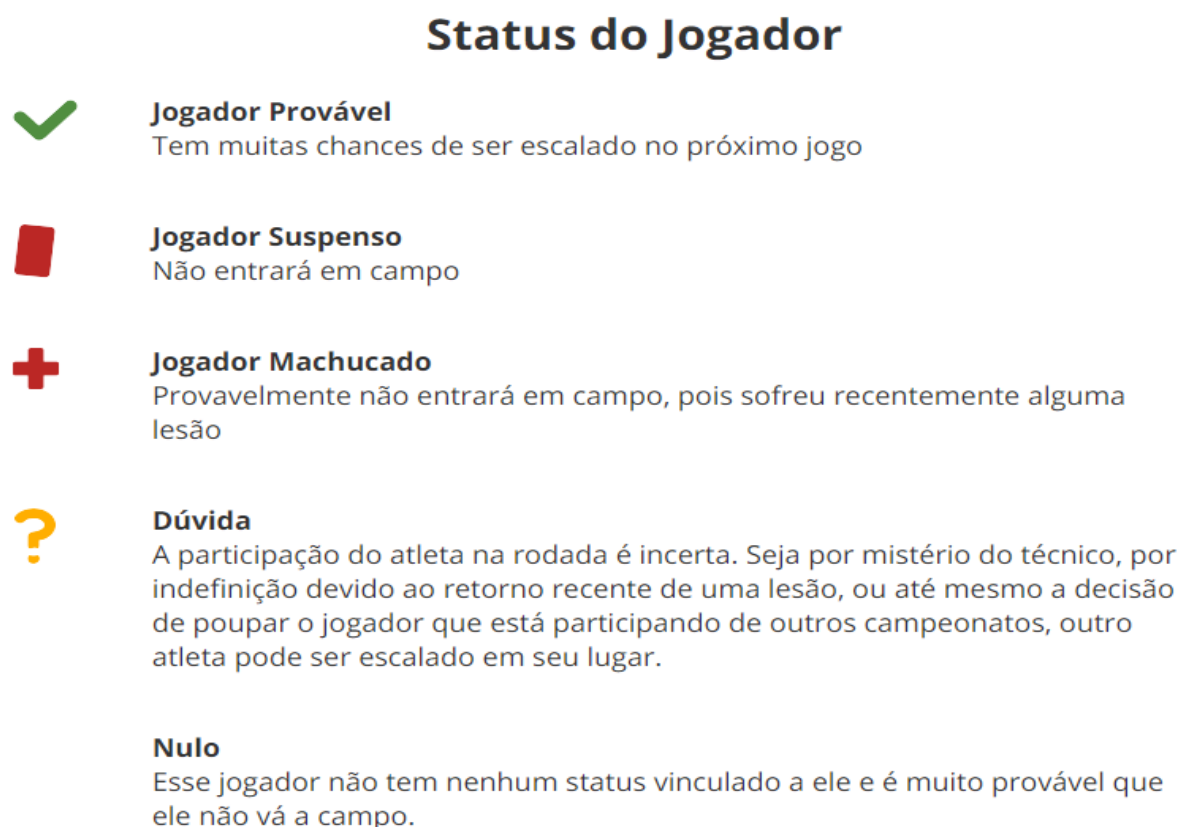 Status do Jogador
Jogador Provável
Tem muitas chances de ser escalado no próximo jogo
Jogador Suspenso
Não entrará em campo
Jogador Machucado
Provavelmente não entrará em campo, pois sofreu recentemente alguma
lesão
Dúvida
A participação do atleta na rodada é incerta. Seja por mistério do técnico, por
indefinição devido ao retorno recente de uma lesão, ou até mesmo a decisão
de poupar o jogador que está participando de outros campeonatos, outro
atleta pode ser escalado em seu lugar.
Nulo
Esse jogador não tem nenhum status vinculado a ele e é muito provável que
ele não vá a campo.